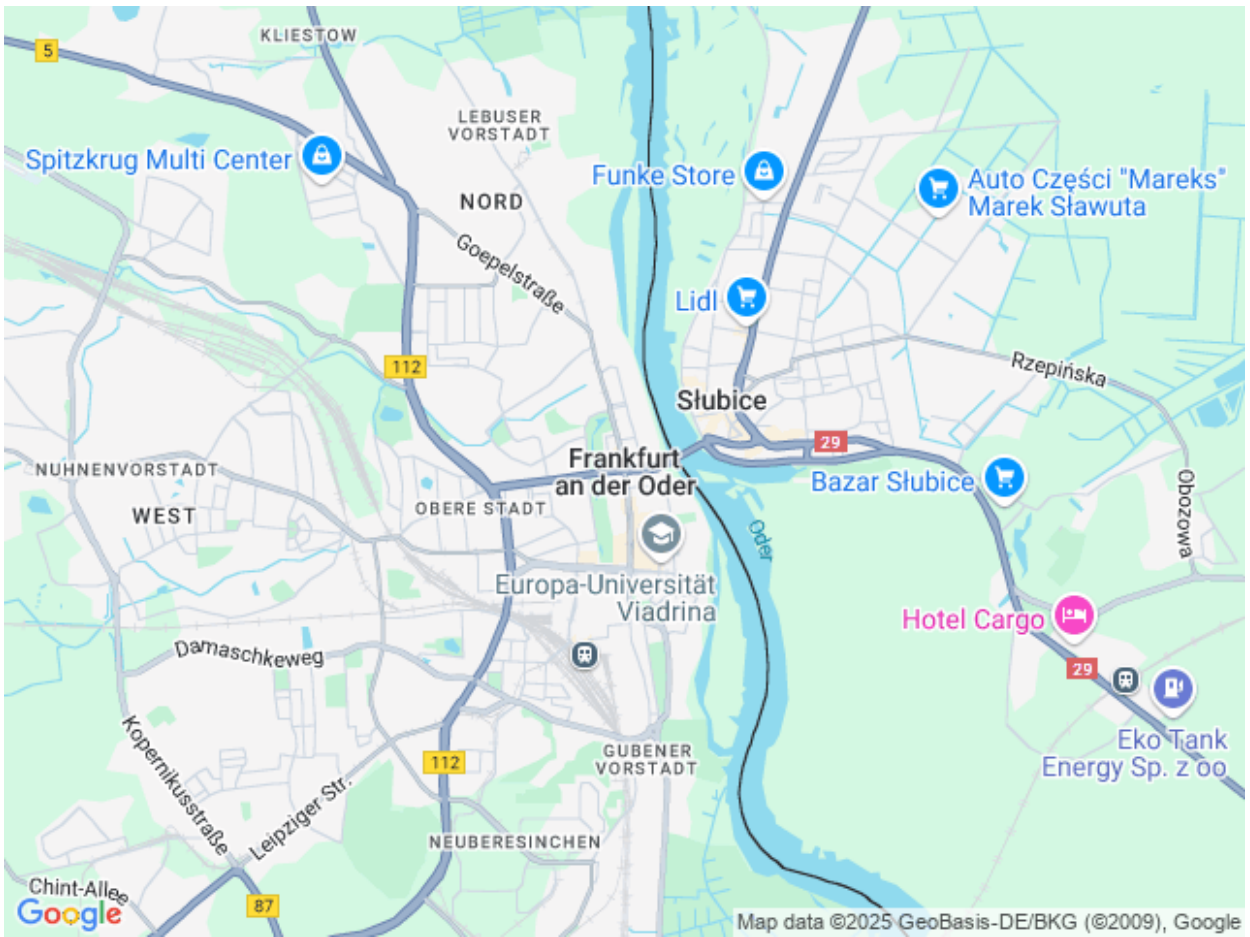 KLIESTOW
5
LEBUSER
VORSTADT
Spitzkrug Multi Center
Funke Store
Auto Części "Mareks"
Marek Sławuta
NORD
Goepelstraße
Lidl
112
Rzepińska
Słubice
29
Frankfurt
an der Oder
NUHNENVORSTADT
WEST
OBERE STADT
Bazar Słubice
Obozowa
Oder
Europa-Universität
Viadrina
Hotel Cargo
Damaschkeweg
29
Eko Tank
Energy Sp. z oo
GUBENER
VORSTADT
112
Kopernikusstraße
Leipziger Str.
NEUBERESINCHEN
Chint-Allee
87
Google
Map data ©2025 GeoBasis-DE/BKG (©2009), Google